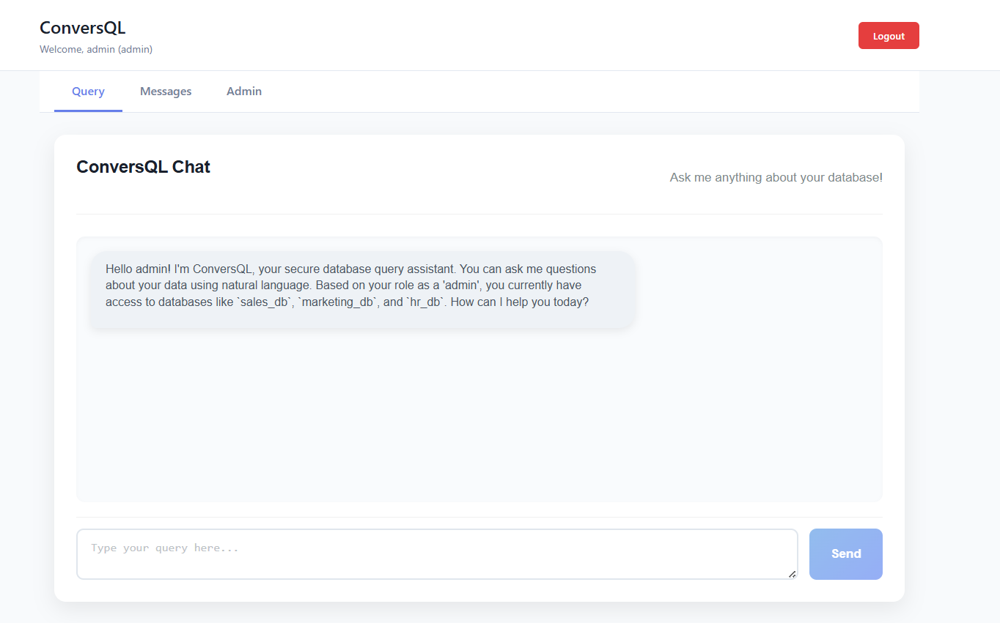 ConversQL
Welcome, admin (admin)
Logout
Query
Messages
Admin
ConversQL Chat
Ask me anything about your database!
Hello admin! I'm ConversQL, your secure database query assistant. You can ask me questions
about your data using natural language. Based on your role as a 'admin', you currently have
access to databases like `sales_db`, `marketing_db`, and `hr_db`. How can I help you today?
Type your query here...
Send